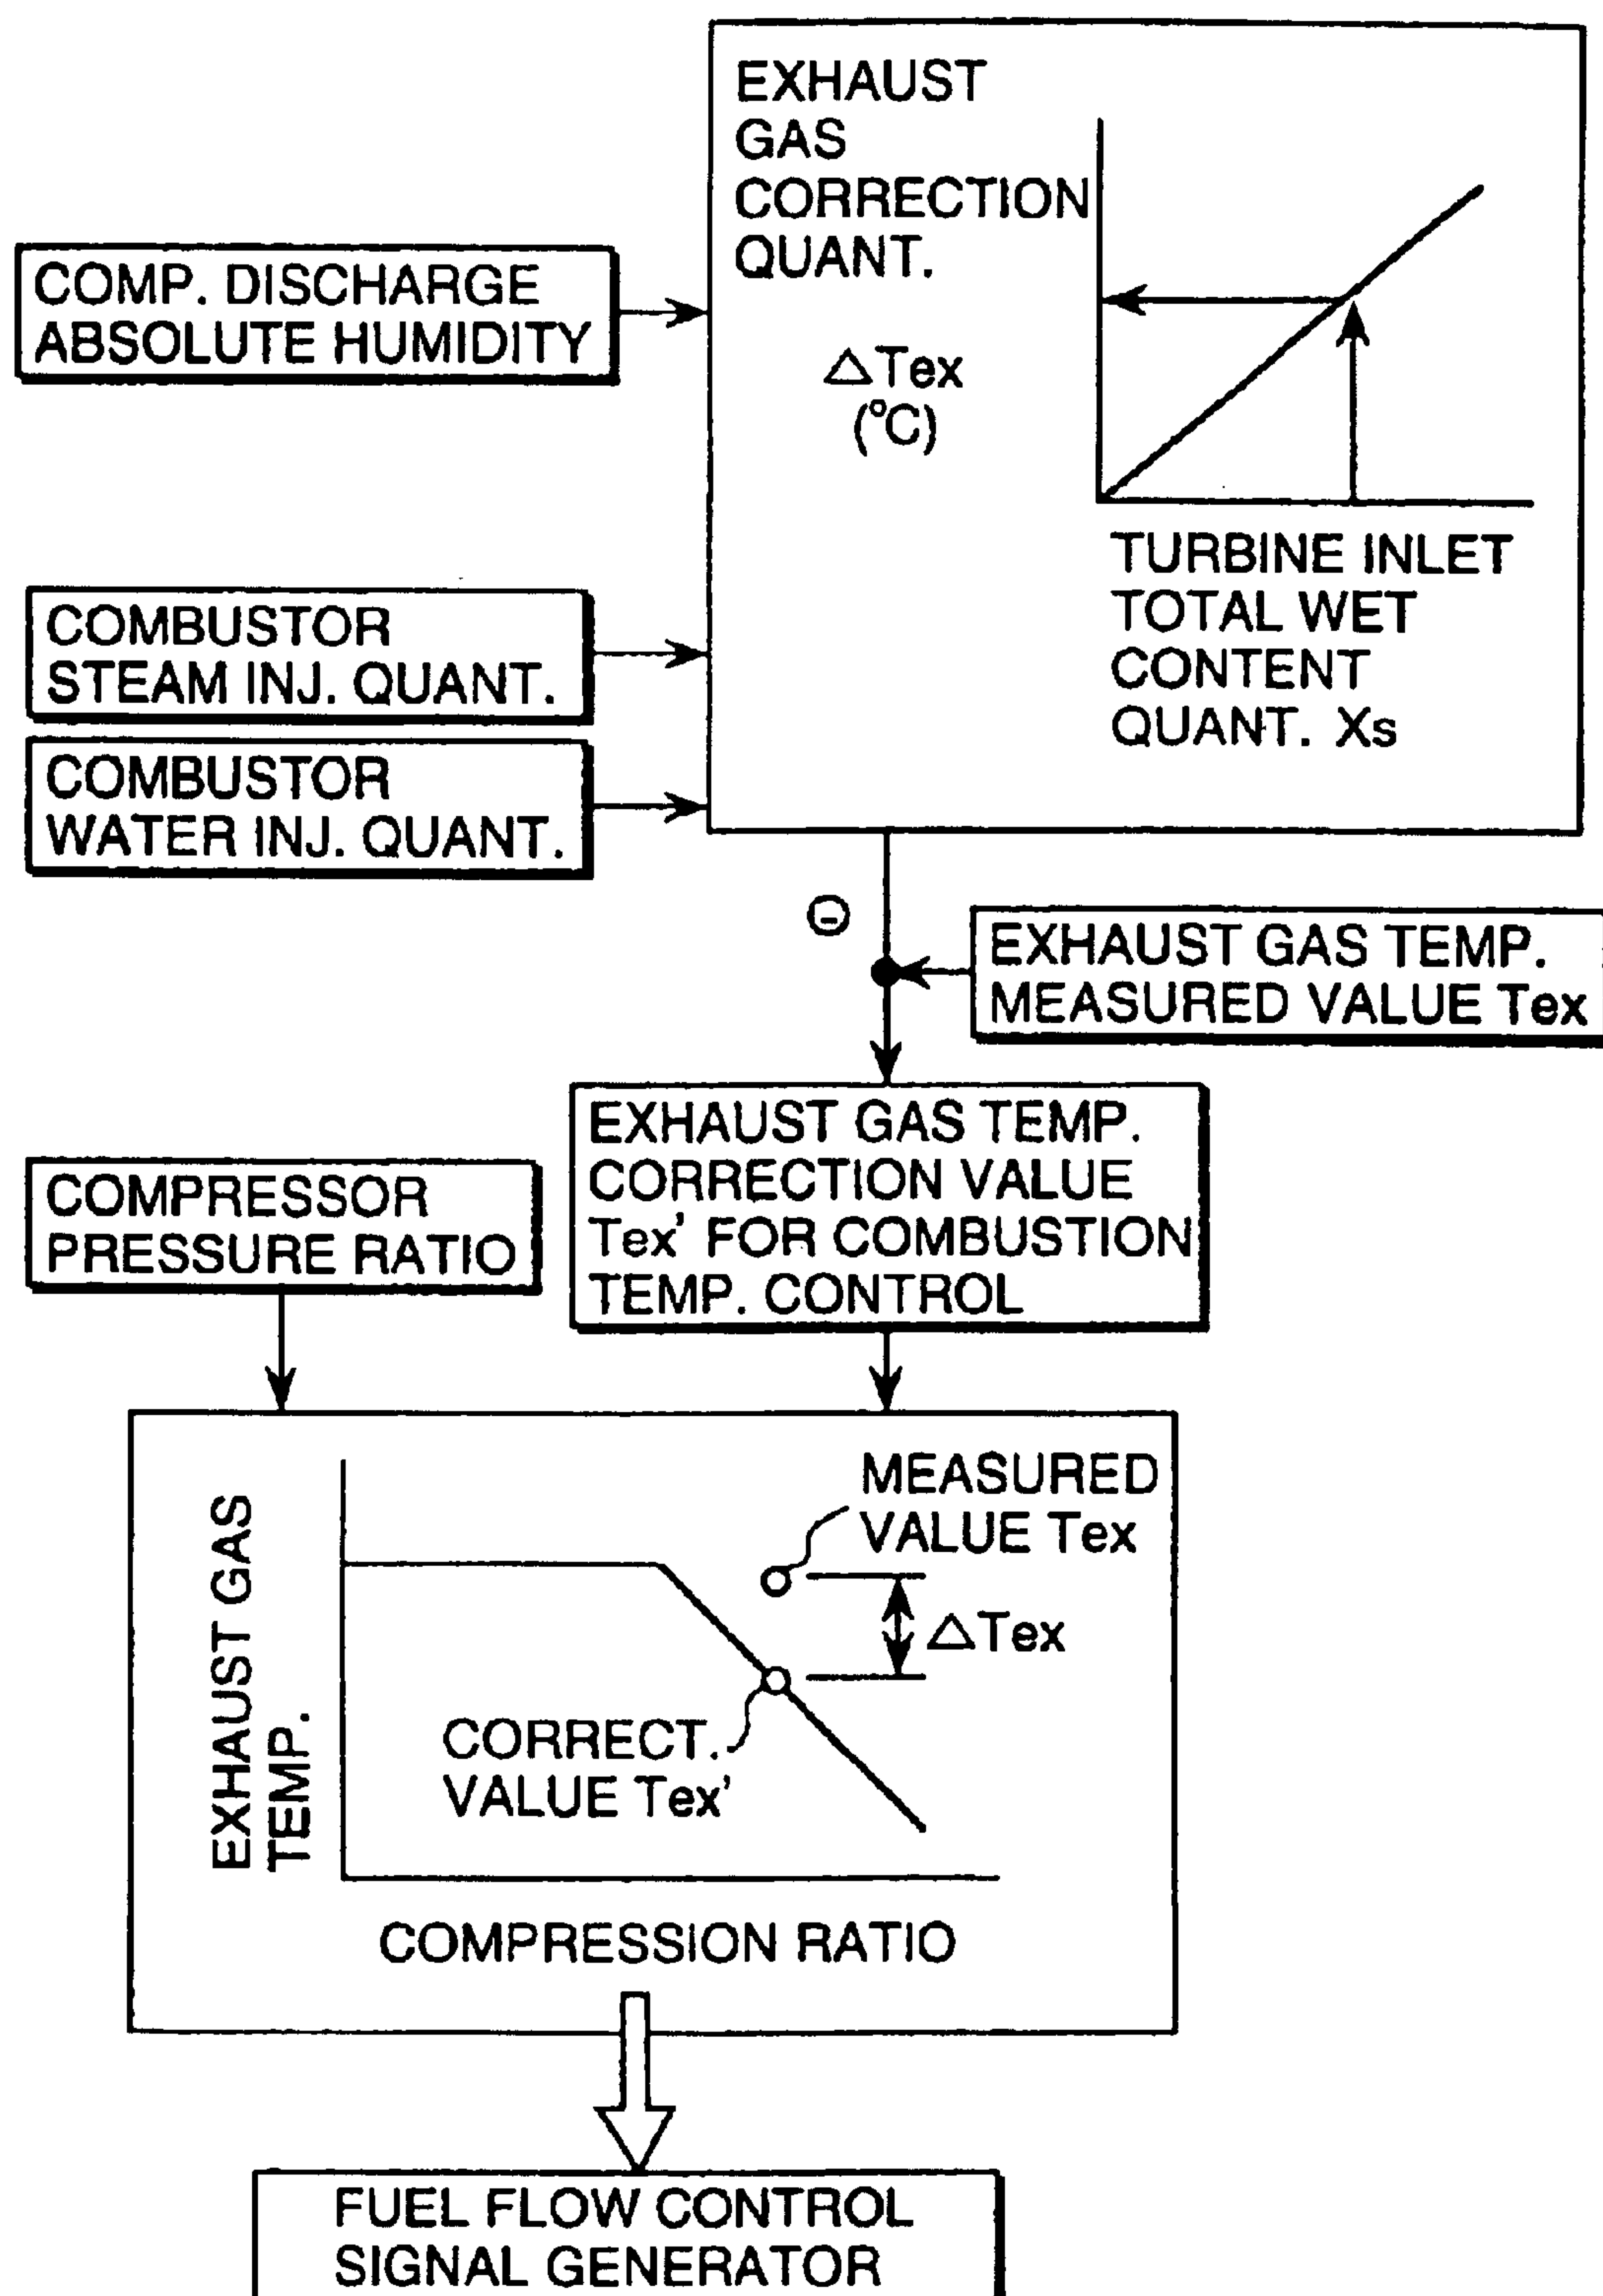 EXHAUST
GAS
CORRECTION
QUANT.
△Tex
(°C)
TURBINE INLET
TOTAL WET
CONTENT
QUANT. Xs
COMP. DISCHARGE
ABSOLUTE HUMIDITY
COMBUSTOR
STEAM INJ. QUANT.
COMBUSTOR
WATER INJ. QUANT.
⊖
EXHAUST GAS TEMP.
MEASURED VALUE Tex
EXHAUST GAS TEMP.
CORRECTION VALUE
Tex' FOR COMBUSTION
TEMP. CONTROL
COMPRESSOR
PRESSURE RATIO
EXHAUST GAS
TEMP.
MEASURED
VALUE Tex
△Tex
CORRECT.
VALUE Tex'
COMPRESSION RATIO
FUEL FLOW CONTROL
SIGNAL GENERATOR